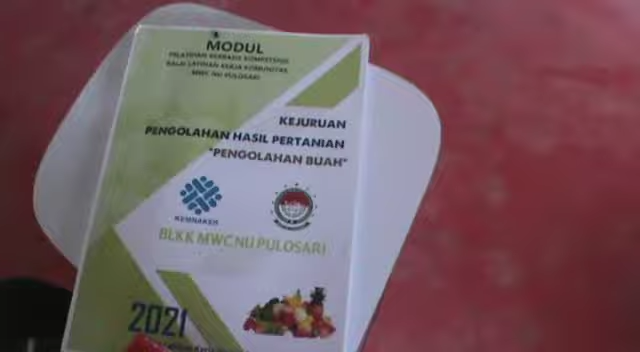 MODUL
PELATIHAN BERBASIS KOMPETENSI
BALAI LATIHAN KERJA KOMUNITAS
MWC NU PULOSARI
KEJURUAN
PENGOLAHAN HASIL PERTANIAN
"PENGOLAHAN BUAH"
KEMNAKER
BLKK MWCNU PULOSARI
2021